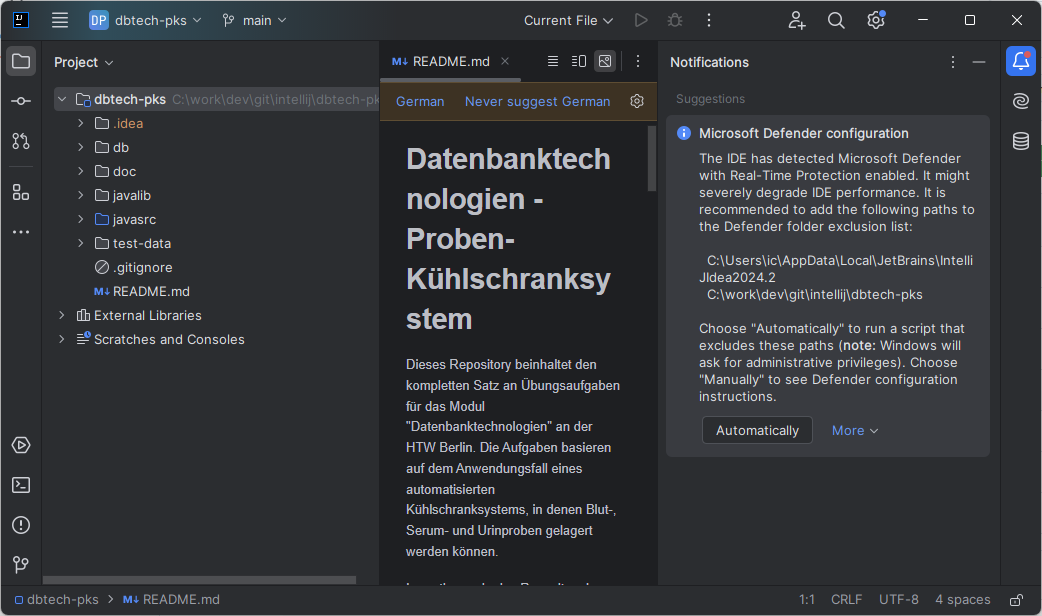 DP dbtech-pks main Current File
Project
README.md
Notifications
dbtech-pks C:\work\dev\git\intellij\dbtech-pk
.idea
db
doc
javalib
javasrc
test-data
.gitignore
M↓ README.md
External Libraries
Scratches and Consoles
German Never suggest German
Datenbanktech
nologien -
Proben-
Kühlschranksy
stem
Dieses Repository beinhaltet den
kompletten Satz an Übungsaufgaben
für das Modul
"Datenbanktechnologien" an der
HTW Berlin. Die Aufgaben basieren
auf dem Anwendungsfall eines
automatisierten
Kühlschranksystems, in denen Blut-,
Serum- und Urinproben gelagert
werden können.
Suggestions
Microsoft Defender configuration
The IDE has detected Microsoft Defender
with Real-Time Protection enabled. It might
severely degrade IDE performance. It is
recommended to add the following paths to
the Defender folder exclusion list:
C:\Users\ic\AppData\Local\JetBrains\Intelli
JIdea2024.2
C:\work\dev\git\intellij\dbtech-pks
Choose "Automatically" to run a script that
excludes these paths (note: Windows will
ask for administrative privileges). Choose
"Manually" to see Defender configuration
instructions.
Automatically More
dbtech-pks M↓ README.md 1:1 CRLF UTF-8 4 spaces